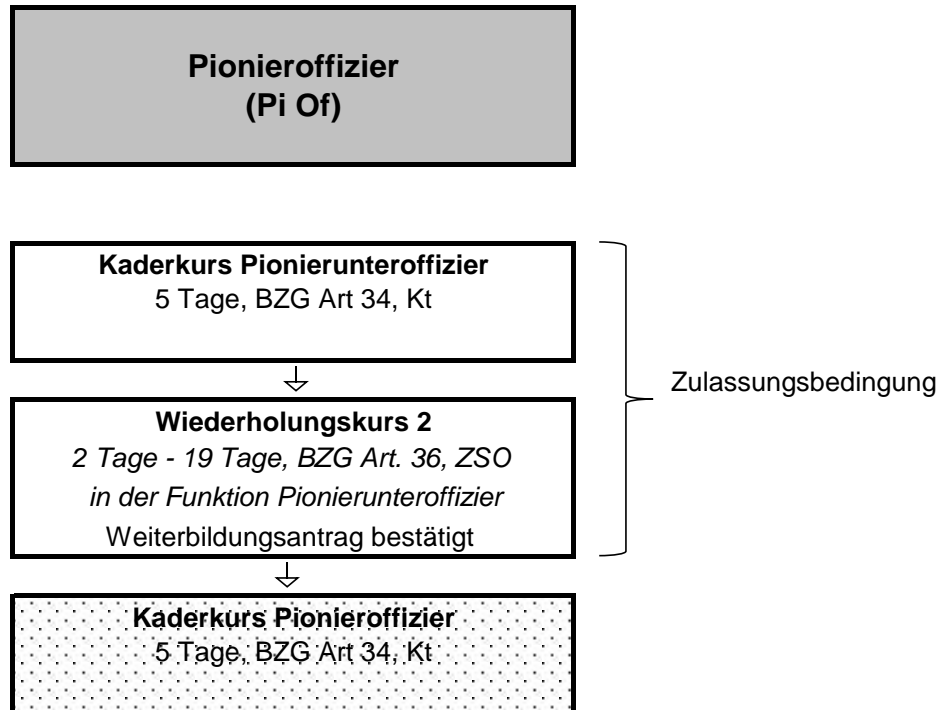 Pionieroffizier
(Pi Of)
Kaderkurs Pionierunteroffizier
5 Tage, BZG Art 34, Kt
Zulassungsbedingung
Wiederholungskurs 2
2 Tage - 19 Tage, BZG Art. 36, ZSO
in der Funktion Pionierunteroffizier
Weiterbildungsantrag bestätigt
Kaderkurs Pionieroffizier
5 Tage, BZG Art 34, Kt